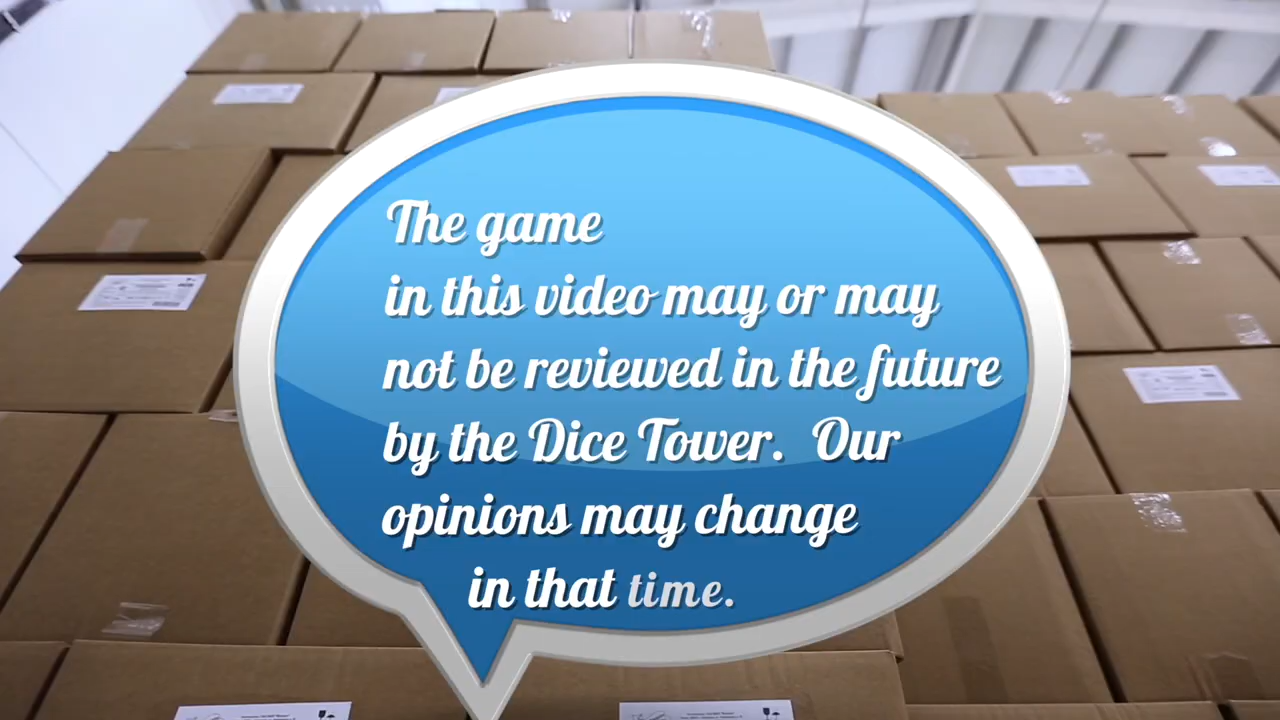 The game
in this video may or may
not be reviewed in the future
by the Dice Tower. Our
opinions may change
in that time.